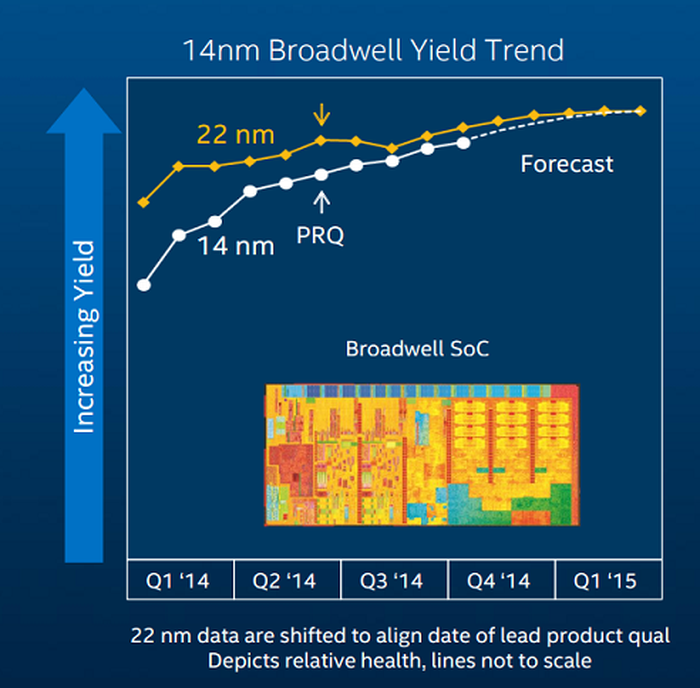 14nm Broadwell Yield Trend
22 nm
Forecast
14 nm
PRQ
Increasing Yield
Broadwell SoC
Q1 ‘14
Q2 ‘14
Q3 ‘14
Q4 ‘14
Q1 ‘15
22 nm data are shifted to align date of lead product qual
Depicts relative health, lines not to scale